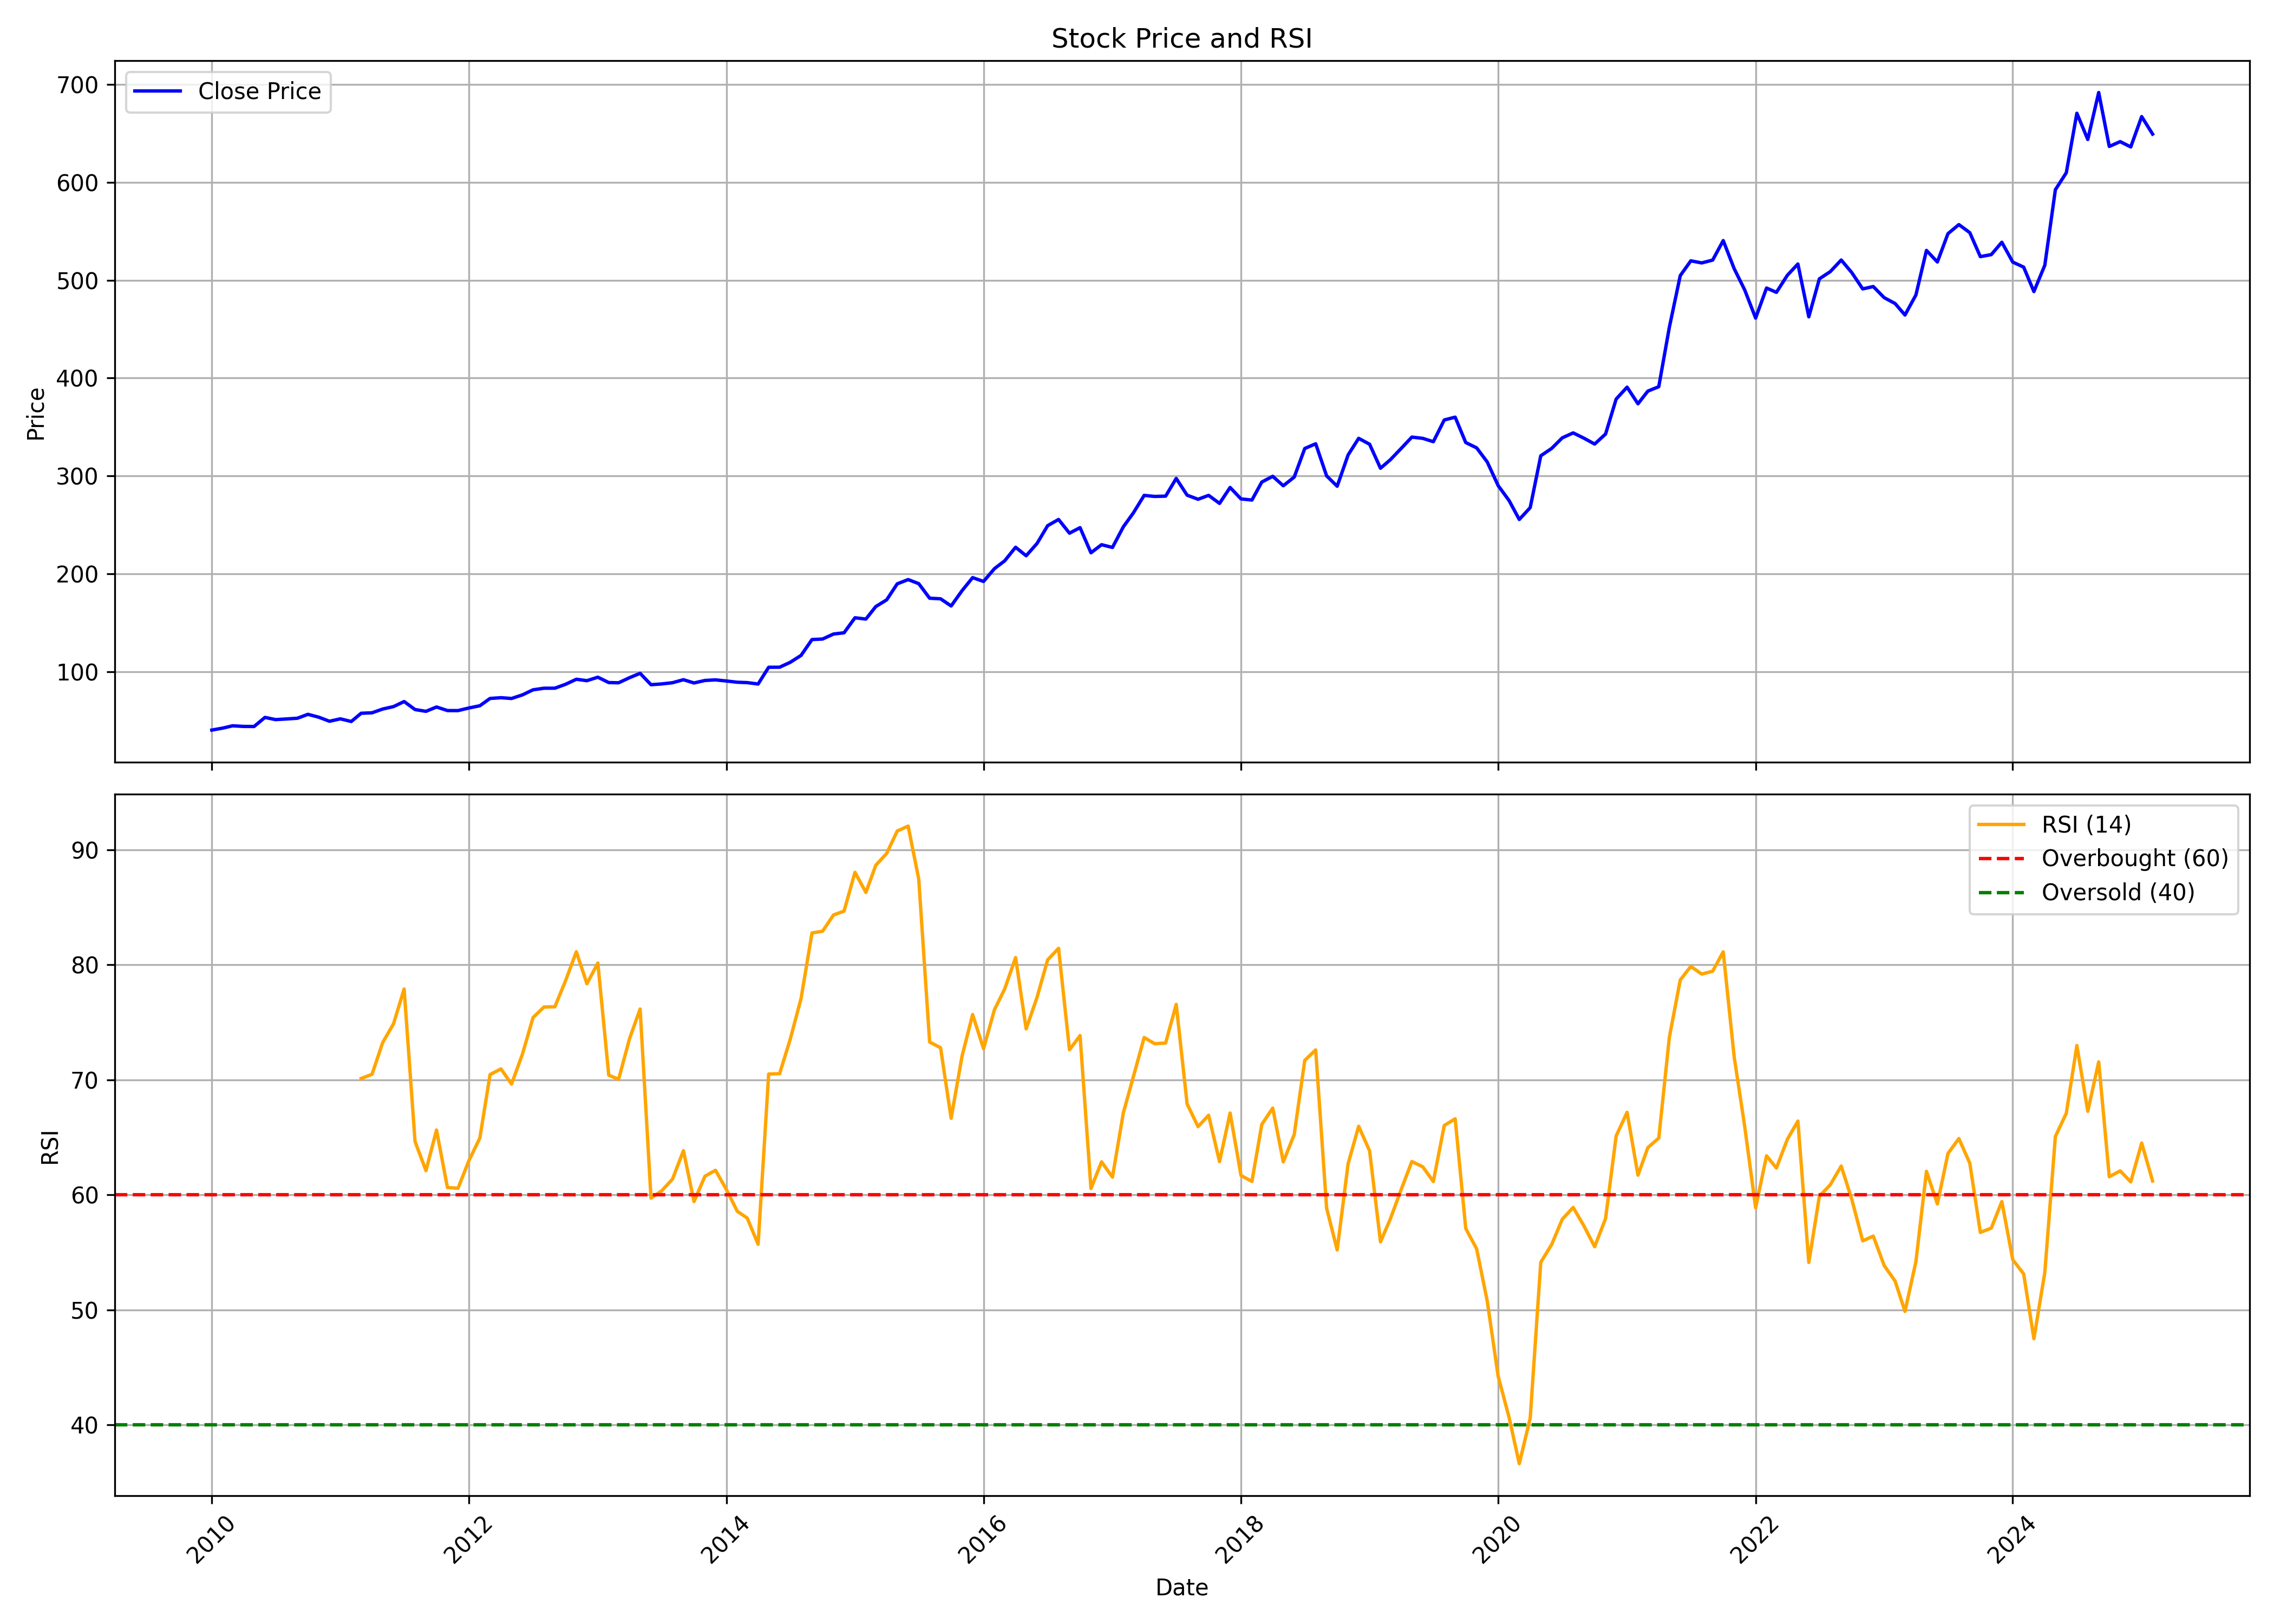 Stock Price and RSI
Close Price
700
600
500
400
300
200
100
Price
RSI (14)
Overbought (60)
Oversold (40)
90
80
70
60
50
40
RSI
2010
2012
2014
2016
2018
2020
2022
2024
Date